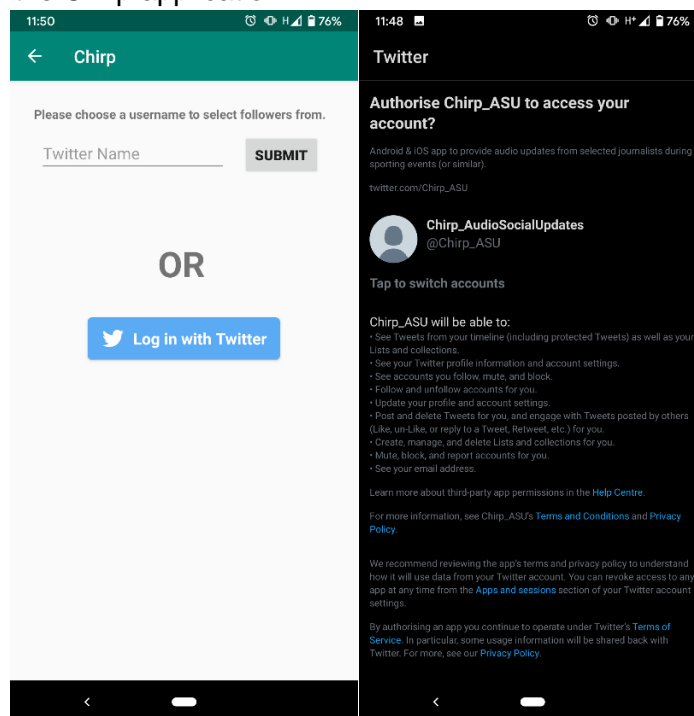 11:50 H 76%
Chirp
Please choose a username to select followers from.
Twitter Name
SUBMIT
OR
Log in with Twitter
11:48 H+ 76%
Twitter
Authorise Chirp_ASU to access your
account?
Android & iOS app to provide audio updates from selected journalists during
sporting events (or similar).
twitter.com/Chirp_ASU
Chirp_AudioSocialUpdates
@Chirp_ASU
Tap to switch accounts
Chirp_ASU will be able to:
• See Tweets from your timeline (including protected Tweets) as well as your
Lists and collections.
• See your Twitter profile information and account settings.
• See accounts you follow, mute, and block.
• Follow and unfollow accounts for you.
• Update your profile and account settings.
• Post and delete Tweets for you, and engage with Tweets posted by others
(Like, un-Like, or reply to a Tweet, Retweet, etc.) for you.
• Create, manage, and delete Lists and collections for you.
• Mute, block, and report accounts for you.
• See your email address.
Learn more about third-party app permissions in the Help Centre.
For more information, see Chirp_ASU's Terms and Conditions and Privacy
Policy.
We recommend reviewing the app's terms and privacy policy to understand
how it will use data from your Twitter account. You can revoke access to any
app at any time from the Apps and sessions section of your Twitter account
settings.
By authorising an app you continue to operate under Twitter's Terms of
Service. In particular, some usage information will be shared back with
Twitter. For more, see our Privacy Policy.